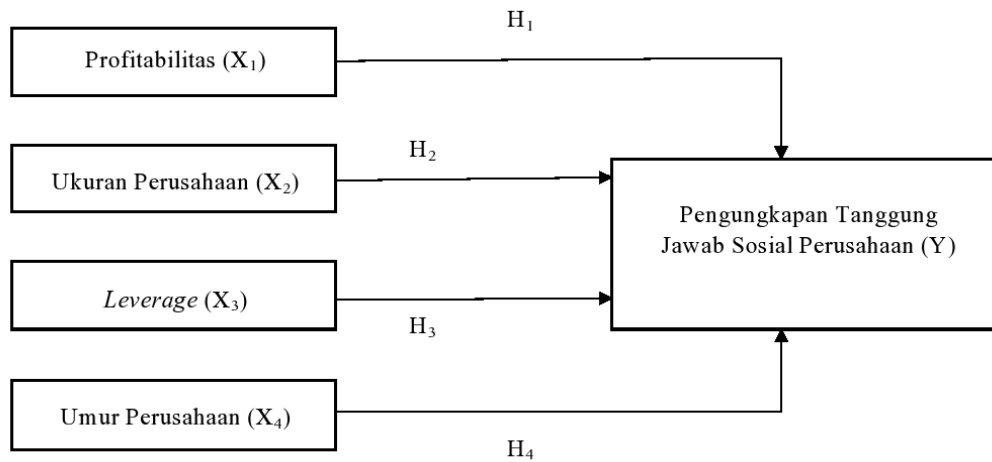 H₁
Profitabilitas (X₁)
H₂
Ukuran Perusahaan (X₂)
Pengungkapan Tanggung
Jawab Sosial Perusahaan (Y)
Leverage (X₃)
H₃
Umur Perusahaan (X₄)
H₄